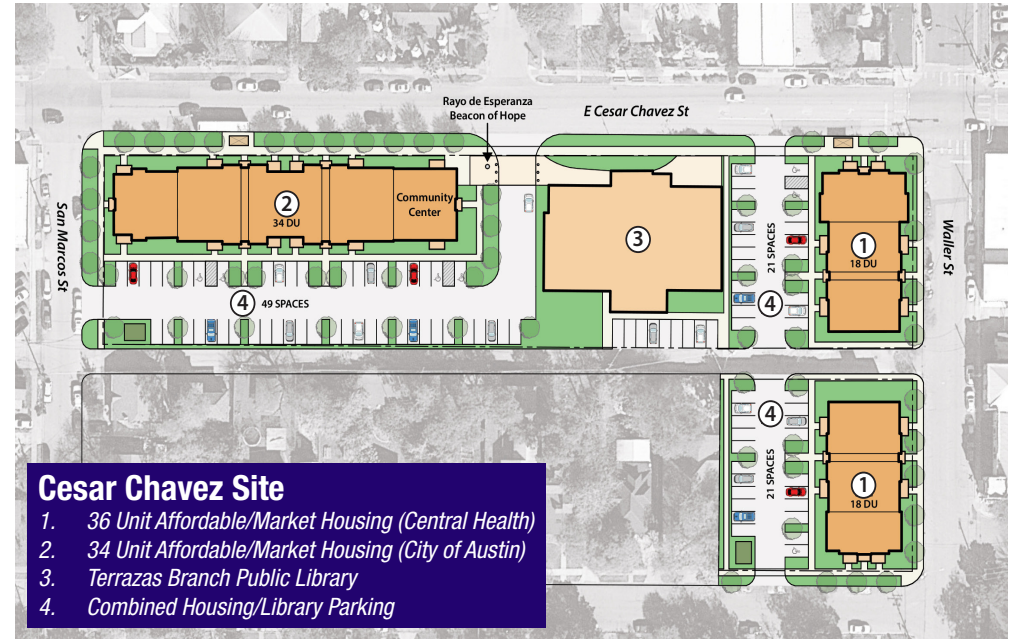 Rayo de Esperanza
Beacon of Hope
E Cesar Chavez St
San Marcos St
2
34 DU
Community
Center
3
21 SPACES
1
18 DU
Waller St
4
49 SPACES
4
4
21 SPACES
1
18 DU
Cesar Chavez Site
1. 36 Unit Affordable/Market Housing (Central Health)
2. 34 Unit Affordable/Market Housing (City of Austin)
3. Terrazas Branch Public Library
4. Combined Housing/Library Parking